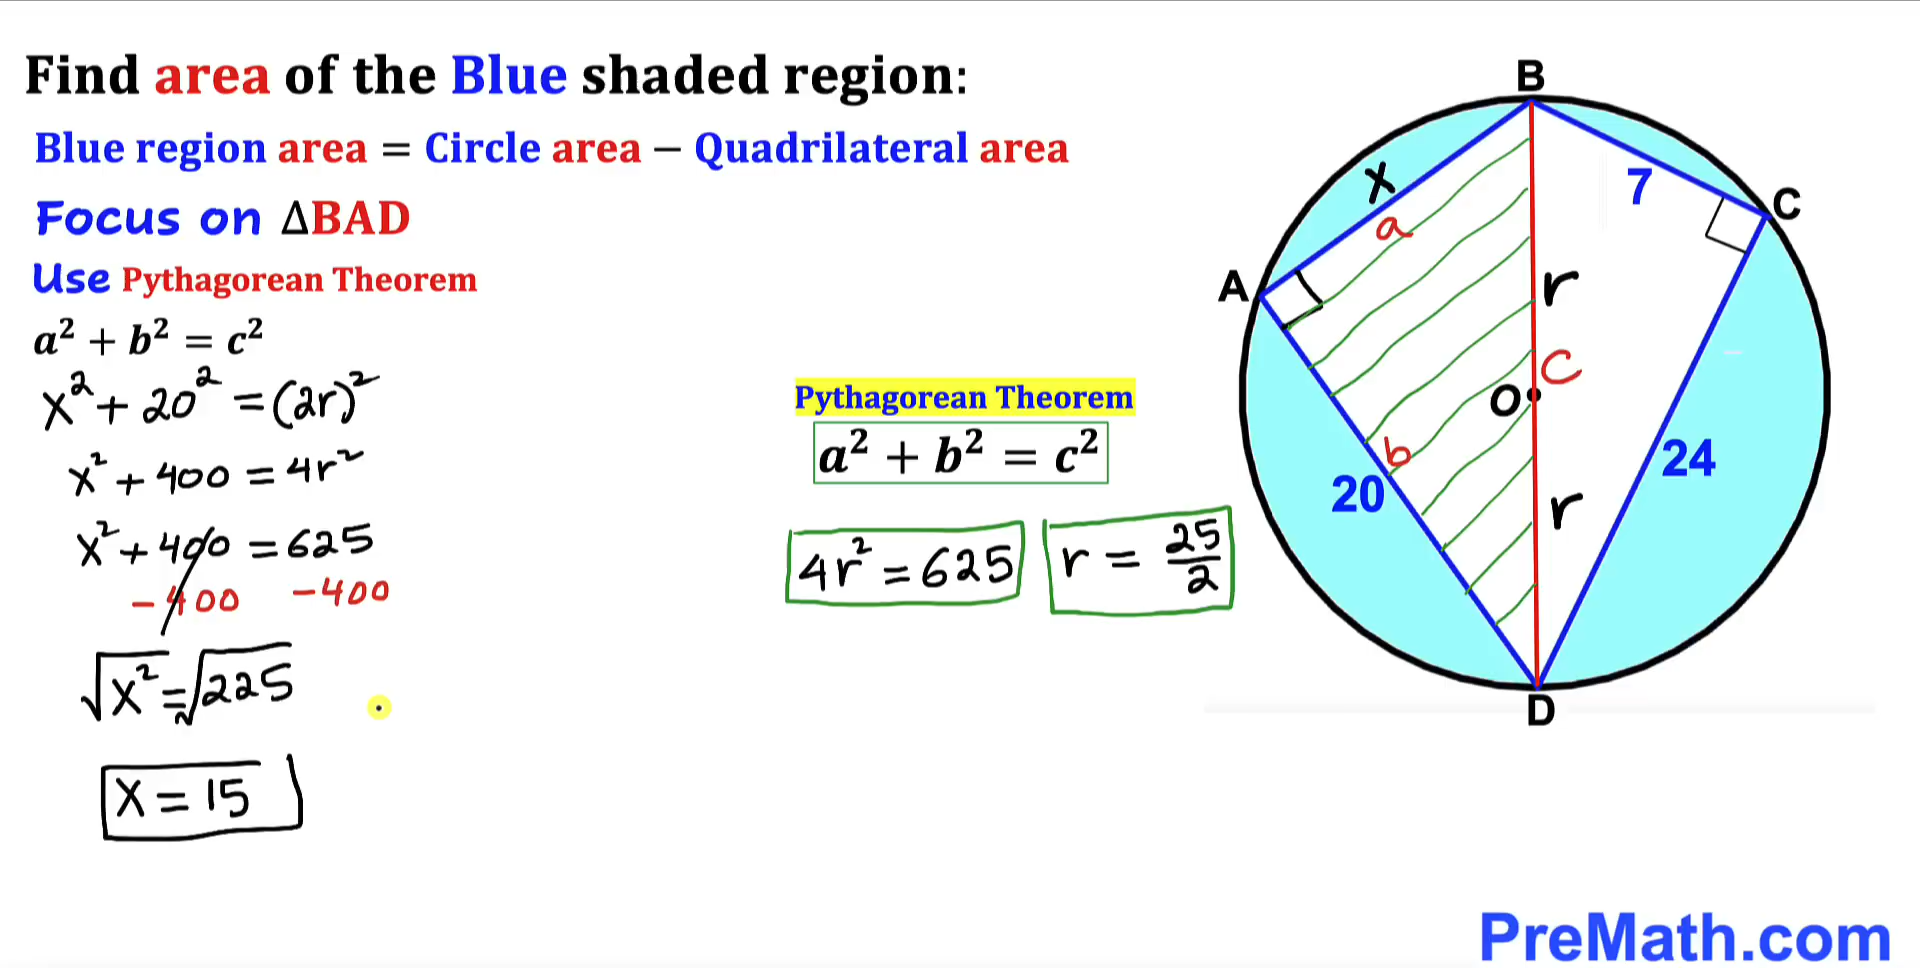 Find area of the Blue shaded region:
Blue region area = Circle area − Quadrilateral area
Focus on ΔBAD
Use Pythagorean Theorem
a² + b² = c²
x² + 20² = (2r)²
x² + 400 = 4r²
x² + 400 = 625
−400 −400
√x² = √225
x = 15
Pythagorean Theorem
a² + b² = c²
4r² = 625
r = 25/2
B
x
7
C
a
A
r
c
O
b
20
24
r
D
PreMath.com